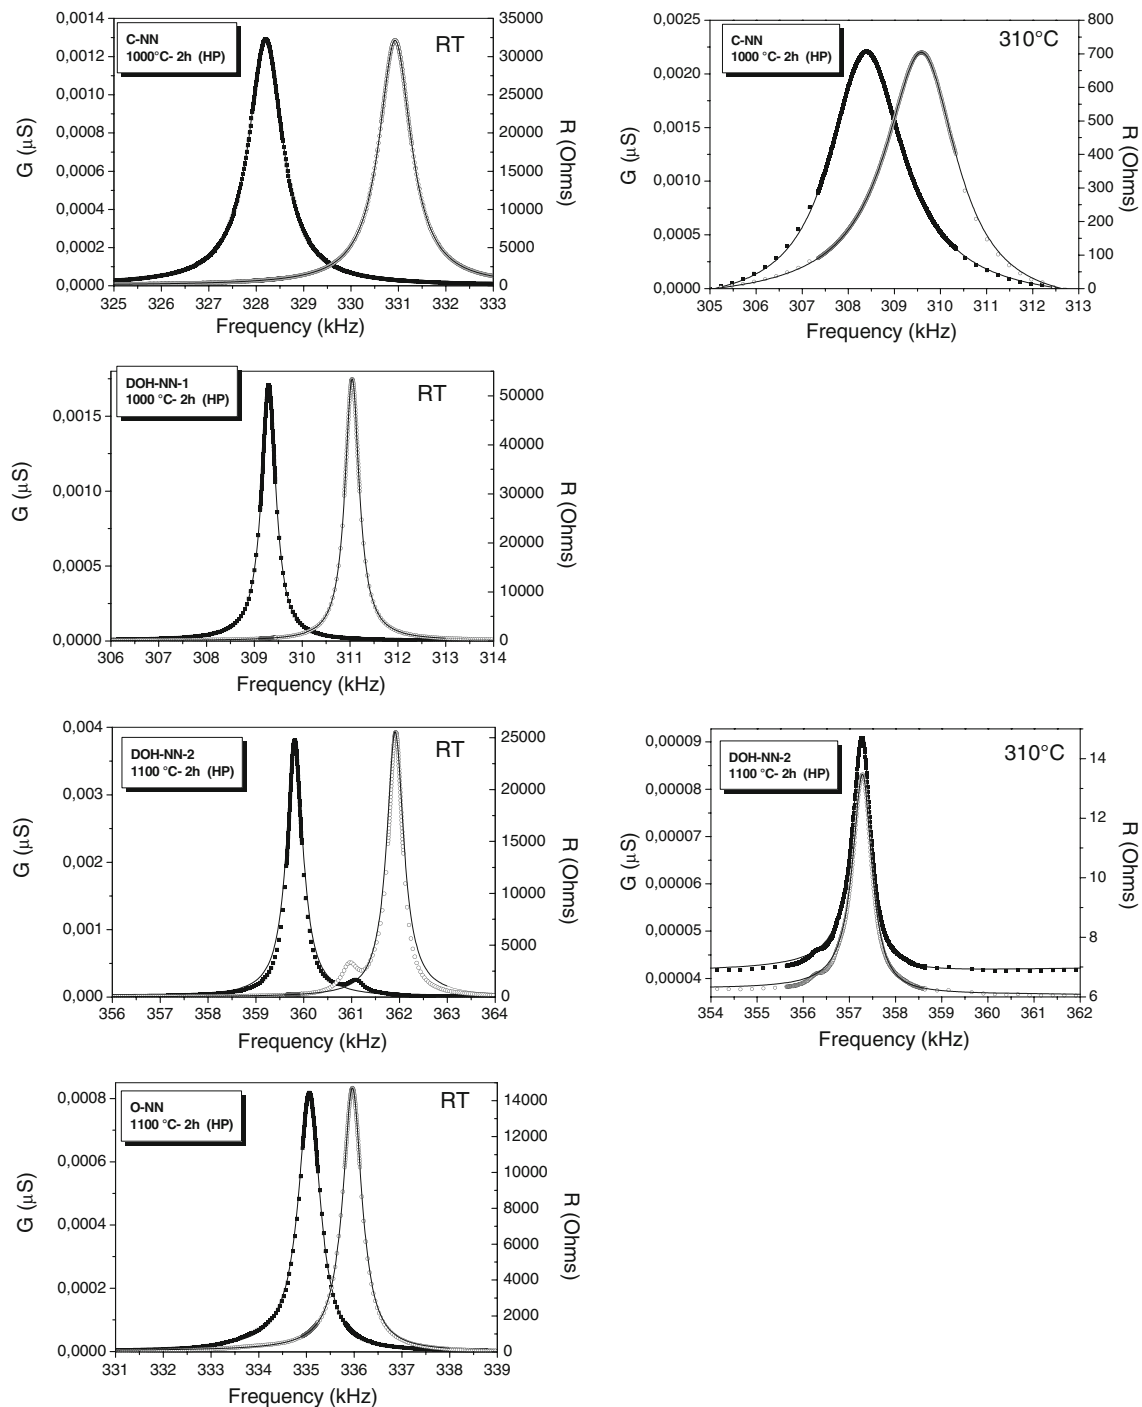 C-NN
1000°C- 2h (HP)
RT
0,0014
0,0012
0,0010
0,0008
0,0006
0,0004
0,0002
0,0000
G (µS)
35000
30000
25000
20000
15000
10000
5000
0
R (Ohms)
325 326 327 328 329 330 331 332 333
Frequency (kHz)
C-NN
1000 °C- 2h (HP)
310°C
0,0025
0,0020
0,0015
0,0010
0,0005
0,0000
G (µS)
800
700
600
500
400
300
200
100
0
R (Ohms)
305 306 307 308 309 310 311 312 313
Frequency (kHz)
DOH-NN-1
1000 °C- 2h (HP)
RT
0,0015
0,0010
0,0005
0,0000
G (µS)
50000
40000
30000
20000
10000
0
R (Ohms)
306 307 308 309 310 311 312 313 314
Frequency (kHz)
DOH-NN-2
1100 °C- 2h (HP)
RT
0,004
0,003
0,002
0,001
0,000
G (µS)
25000
20000
15000
10000
5000
0
R (Ohms)
356 357 358 359 360 361 362 363 364
Frequency (kHz)
DOH-NN-2
1100 °C- 2h (HP)
310°C
0,00009
0,00008
0,00007
0,00006
0,00005
0,00004
G (µS)
14
12
10
8
6
R (Ohms)
354 355 356 357 358 359 360 361 362
Frequency (kHz)
O-NN
1100 °C- 2h (HP)
RT
0,0008
0,0006
0,0004
0,0002
0,0000
G (µS)
14000
12000
10000
8000
6000
4000
2000
0
R (Ohms)
331 332 333 334 335 336 337 338 339
Frequency (kHz)